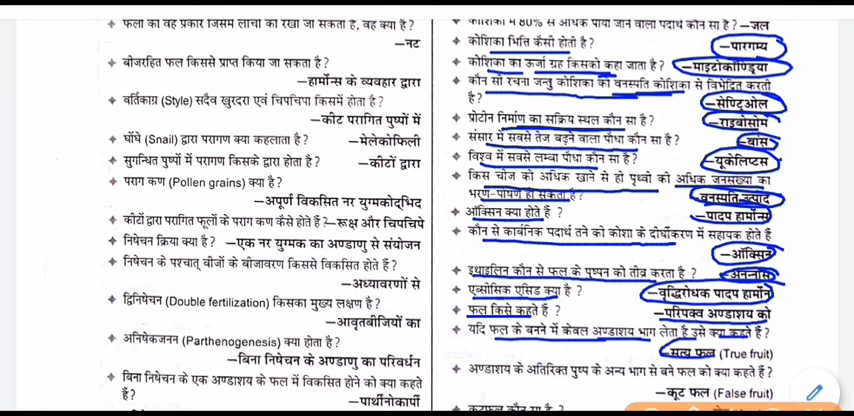 फलों का वह प्रकार जिसमें लीची को रखा जा सकता है, वह क्या है?
—नट
बीजरहित फल किससे प्राप्त किया जा सकता है?
—हार्मोन्स के व्यवहार द्वारा
वर्तिकाग्र (Style) सदैव खुरदरा एवं चिपचिपा किसमें होता है?
—कीट परागित पुष्पों में
घोंघे (Snail) द्वारा परागण क्या कहलाता है? —मेलेकोफिली
सुगन्धित पुष्पों में परागण किसके द्वारा होता है? —कीटों द्वारा
पराग कण (Pollen grains) क्या है?
—अपूर्ण विकसित नर युग्मकोद्भिद
कीटों द्वारा परागित फूलों के पराग कण कैसे होते हैं?—रूक्ष और चिपचिपे
निषेचन क्रिया क्या है? —एक नर युग्मक का अण्डाणु से संयोजन
निषेचन के पश्चात् बीजों के बीजावरण किससे विकसित होते हैं?
—अध्यावरणों से
द्विनिषेचन (Double fertilization) किसका मुख्य लक्षण है?
—आवृतबीजियों का
अनिषेकजनन (Parthenogenesis) क्या होता है?
—बिना निषेचन के अण्डाणु का परिवर्धन
बिना निषेचन के एक अण्डाशय के फल में विकसित होने को क्या कहते
हैं? —पार्थीनोकार्पी
कोशिका में 80% से अधिक पाया जाने वाला पदार्थ कौन सा है?—जल
कोशिका भित्ति कैसी होती है? —पारगम्य
कोशिका का ऊर्जा ग्रह किसको कहा जाता है? —माइटोकॉण्ड्रिया
कौन सी रचना जन्तु कोशिका को वनस्पति कोशिका से विभेदित करती
है? —सेण्ट्रिओल
प्रोटीन निर्माण का सक्रिय स्थल कौन सा है? —राइबोसोम
संसार में सबसे तेज बढ़ने वाला पौधा कौन सा है? —बांस
विश्व में सबसे लम्बा पौधा कौन सा है? —यूकेलिप्टस
किस चीज को अधिक खाने से ही पृथ्वी की अधिक जनसंख्या का
भरण-पोषण हो सकता है? —वनस्पति उत्पाद
ऑक्सिन क्या होते हैं ? —पादप हार्मोन्स
कौन से कार्बनिक पदार्थ तने की कोशा के दीर्घीकरण में सहायक होते हैं
—ऑक्सिन
इथाइलिन कौन से फल के पुष्पन को तीव्र करता है ? —अनन्नास
एब्सीसिक एसिड क्या है ? —वृद्धिरोधक पादप हार्मोन
फल किसे कहते हैं ? —परिपक्व अण्डाशय को
यदि फल के बनने में केवल अण्डाशय भाग लेता है उसे क्या कहते हैं?
—सत्य फल (True fruit)
अण्डाशय के अतिरिक्त पुष्प के अन्य भाग से बने फल को क्या कहते हैं?
—कूट फल (False fruit)